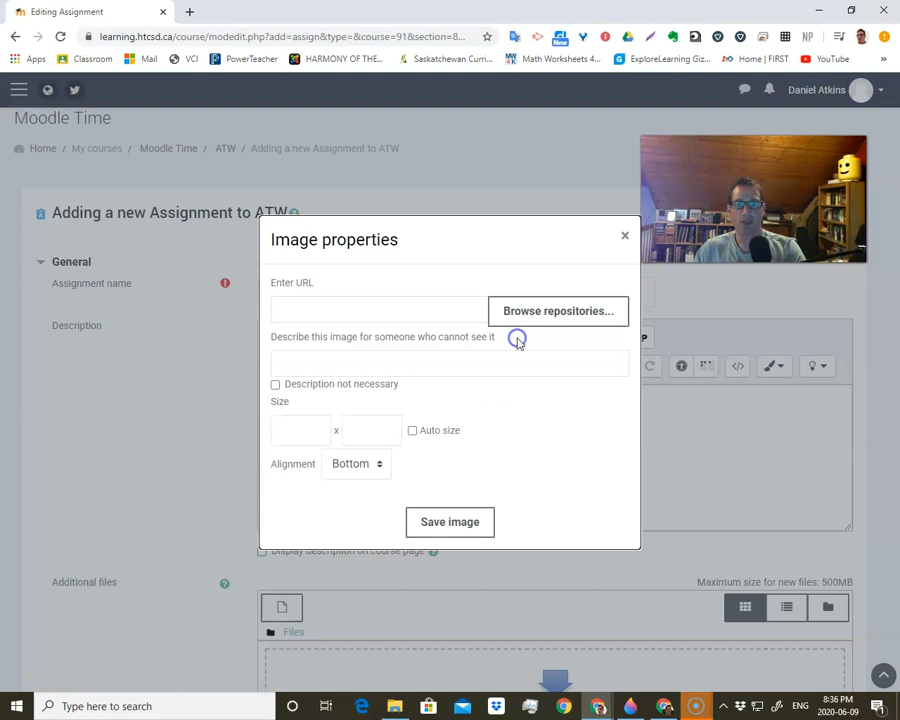 Editing Assignment
learning.htcsd.ca/course/modedit.php?add=assign&type=&course=91&section=8...
Apps
Classroom
Mail
VCI
PowerTeacher
HARMONY OF THE...
Saskatchewan Curri...
Math Worksheets 4...
New
NP
ExploreLearning Giz...
Home | FIRST
YouTube
Daniel Atkins
Moodle Time
Home / My courses / Moodle Time / ATW / Adding a new Assignment to ATW
Adding a new Assignment to ATW
General
Assignment name
Description
Image properties
Enter URL
Browse repositories...
Describe this image for someone who cannot see it
Description not necessary
Size
x
Auto size
Alignment
Bottom
Save image
Display description on course page
Additional files
Maximum size for new files: 500MB
Files
Type here to search
ENG
8:36 PM
2020-06-09